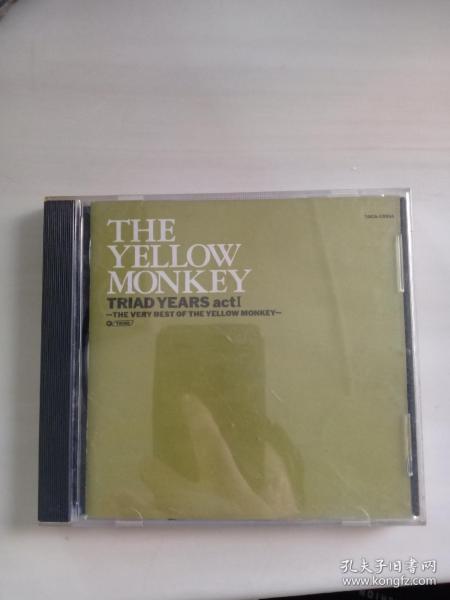 THE
YELLOW
MONKEY
TRIAD YEARS actI
~THE VERY BEST OF THE YELLOW MONKEY~
TRIAD
孔夫子旧书网
www.kongfz.com